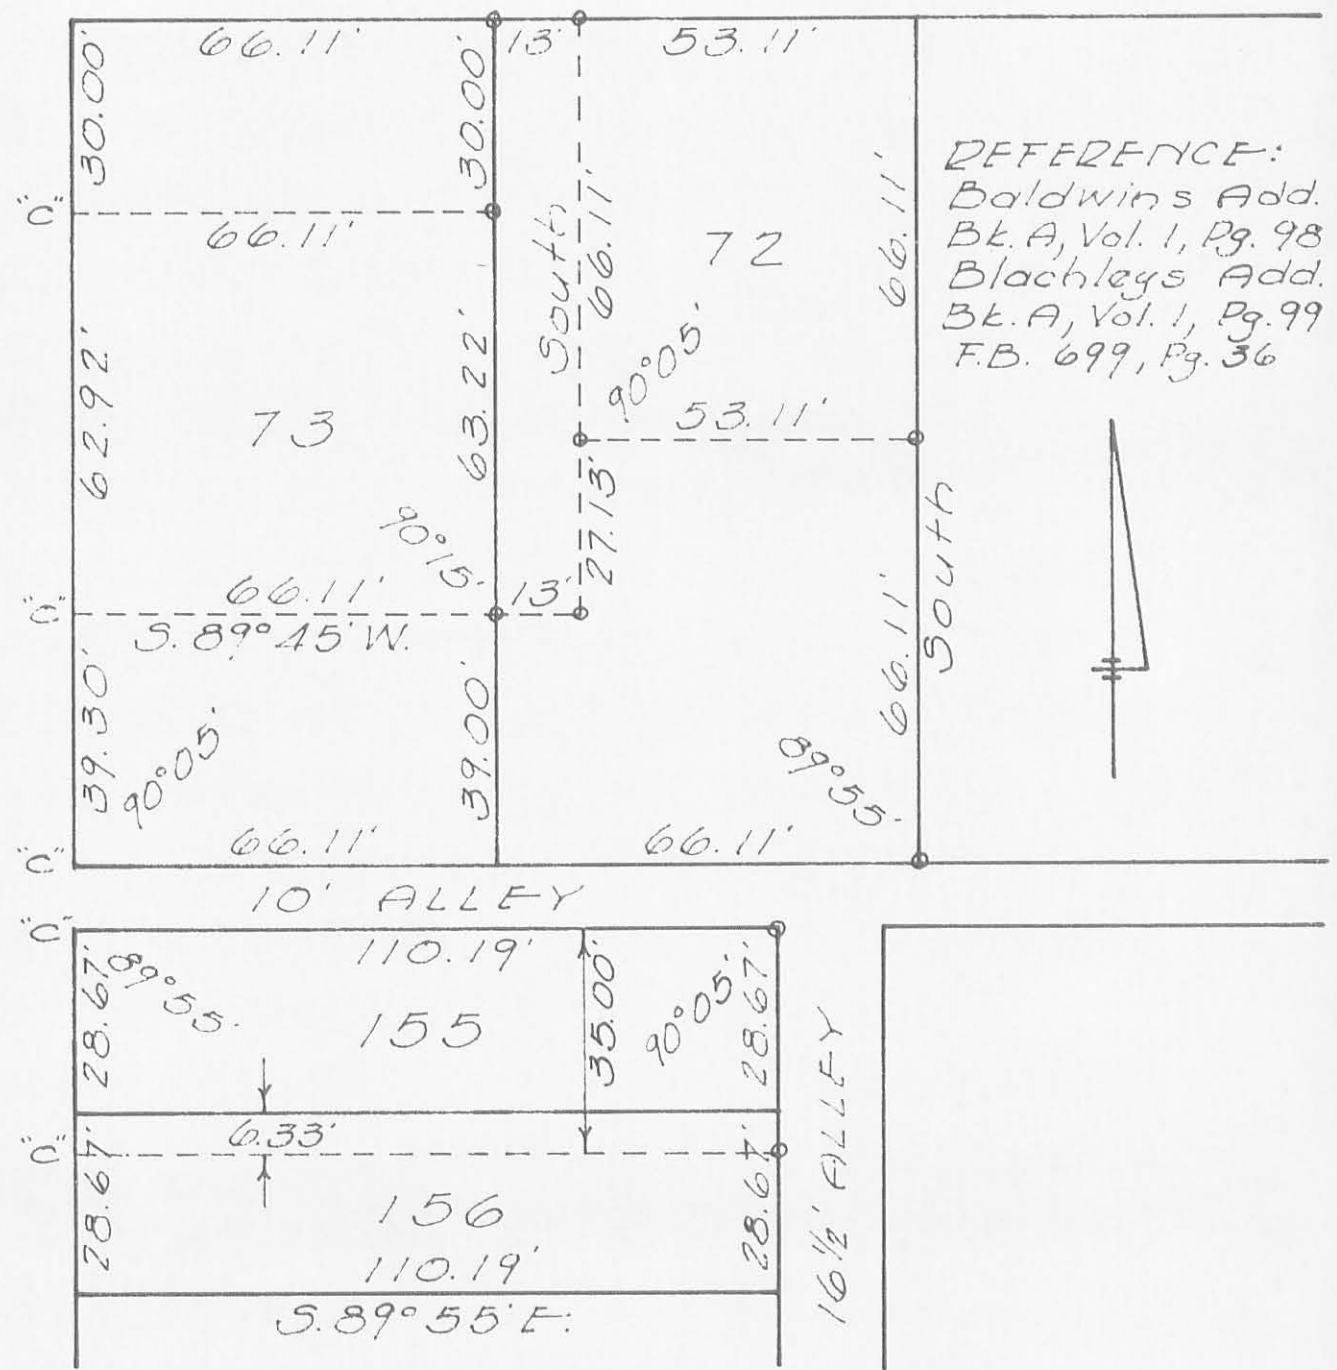 66.11' 13' 53.11'
30.00' 30.00' 66.11'
REFERENCE:
Baldwins Add.
Bk. A, Vol. 1, Pg. 98
Blachleys Add.
Bk. A, Vol. 1, Pg. 99
F.B. 699, Pg. 36
"C"
66.11'
South
66.11'
72
90°05'
62.92'
73
63.22'
53.11'
90°15'
27.13'
"C"
66.11' 13'
S. 89° 45' W.
66.11'
South
39.30'
90°05'
39.00'
89°55'
"C"
66.11' 66.11'
10' ALLEY
"C"
110.19'
28.67'
89°55'
155
35.00'
90°05'
28.67'
16 1/2' ALLEY
6.33'
"C"
28.67'
156
28.67'
110.19'
S. 89° 55' E.